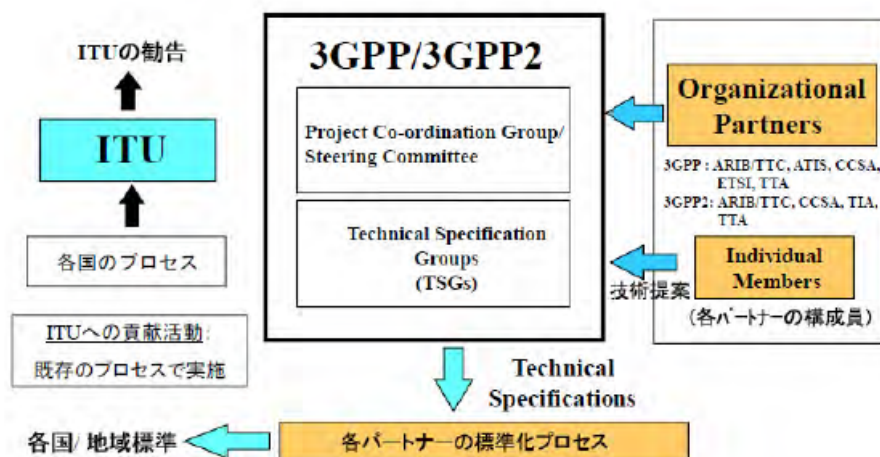 ITUの勧告
ITU
各国のプロセス
ITUへの貢献活動:
既存のプロセスで実施
3GPP/3GPP2
Project Co-ordination Group/
Steering Committee
Technical Specification
Groups
(TSGs)
Organizational
Partners
3GPP : ARIB/TTC, ATIS, CCSA,
ETSI, TTA
3GPP2: ARIB/TTC, CCSA, TIA,
TTA
技術提案
Individual
Members
(各パートナーの構成員)
Technical
Specifications
各パートナーの標準化プロセス
各国/地域標準